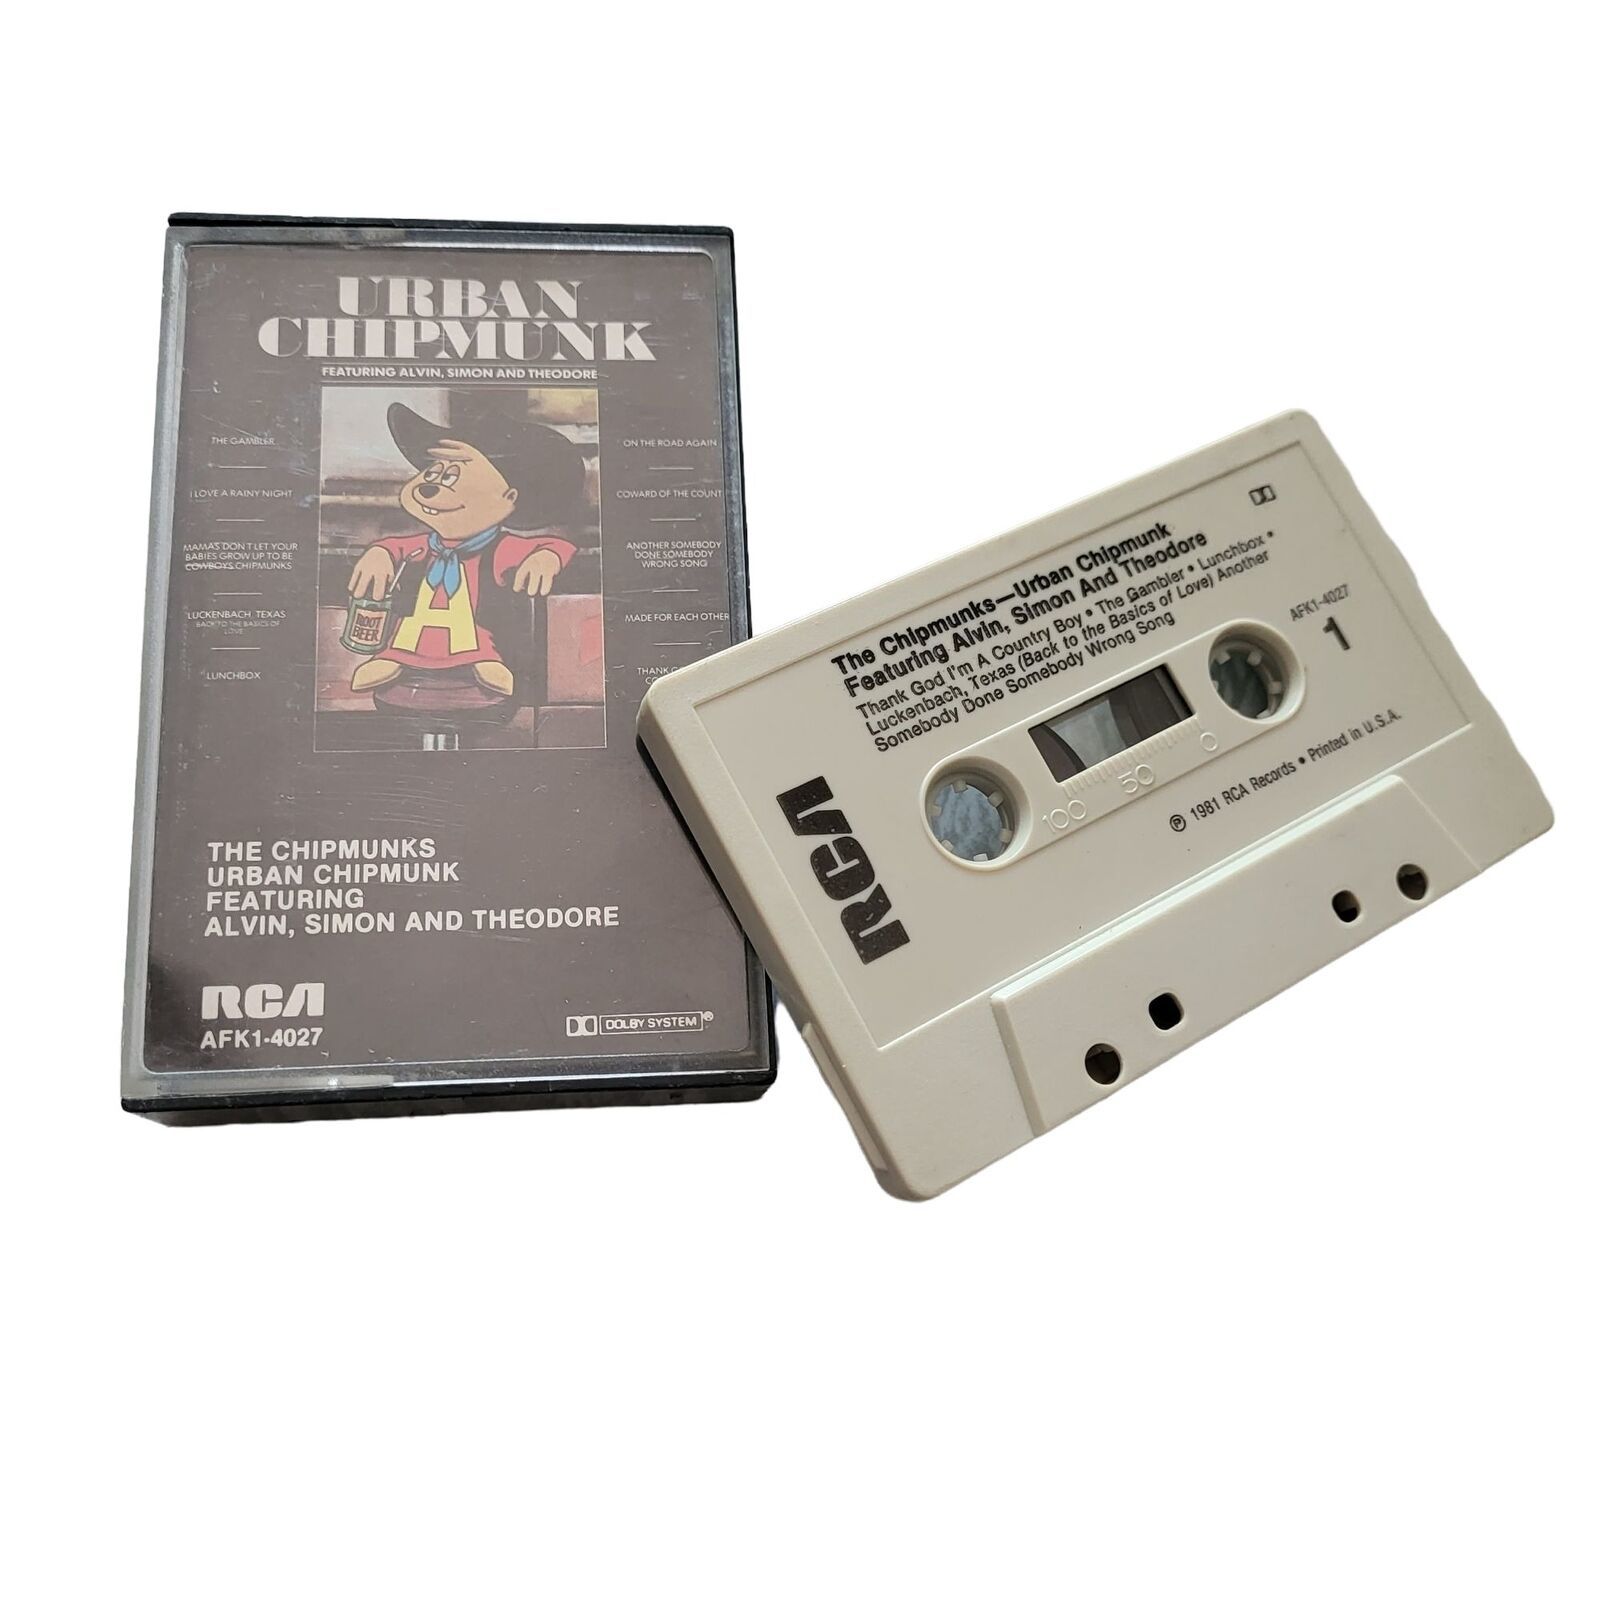 URBAN
CHIPMUNK
FEATURING ALVIN, SIMON AND THEODORE
THE GAMBLER
I LOVE A RAINY NIGHT
MAMAS DON'T LET YOUR
BABIES GROW UP TO BE
COWBOYS CHIPMUNKS
LUCKENBACH, TEXAS
BACK TO THE BASICS OF
LOVE
LUNCHBOX
ON THE ROAD AGAIN
COWARD OF THE COUNT
ANOTHER SOMEBODY
DONE SOMEBODY
WRONG SONG
MADE FOR EACH OTHER
THANK
A
ROOT
BEER
THE CHIPMUNKS
URBAN CHIPMUNK
FEATURING
ALVIN, SIMON AND THEODORE
RCA
AFK1-4027
DOLBY SYSTEM®
The Chipmunks—Urban Chipmunk
Featuring Alvin, Simon And Theodore
Thank God I'm A Country Boy • The Gambler • Lunchbox •
Luckenbach, Texas (Back to the Basics of Love) Another
Somebody Done Somebody Wrong Song
AFK1-4027
1
100 50 0
RCA
℗ 1981 RCA Records • Printed in U.S.A.